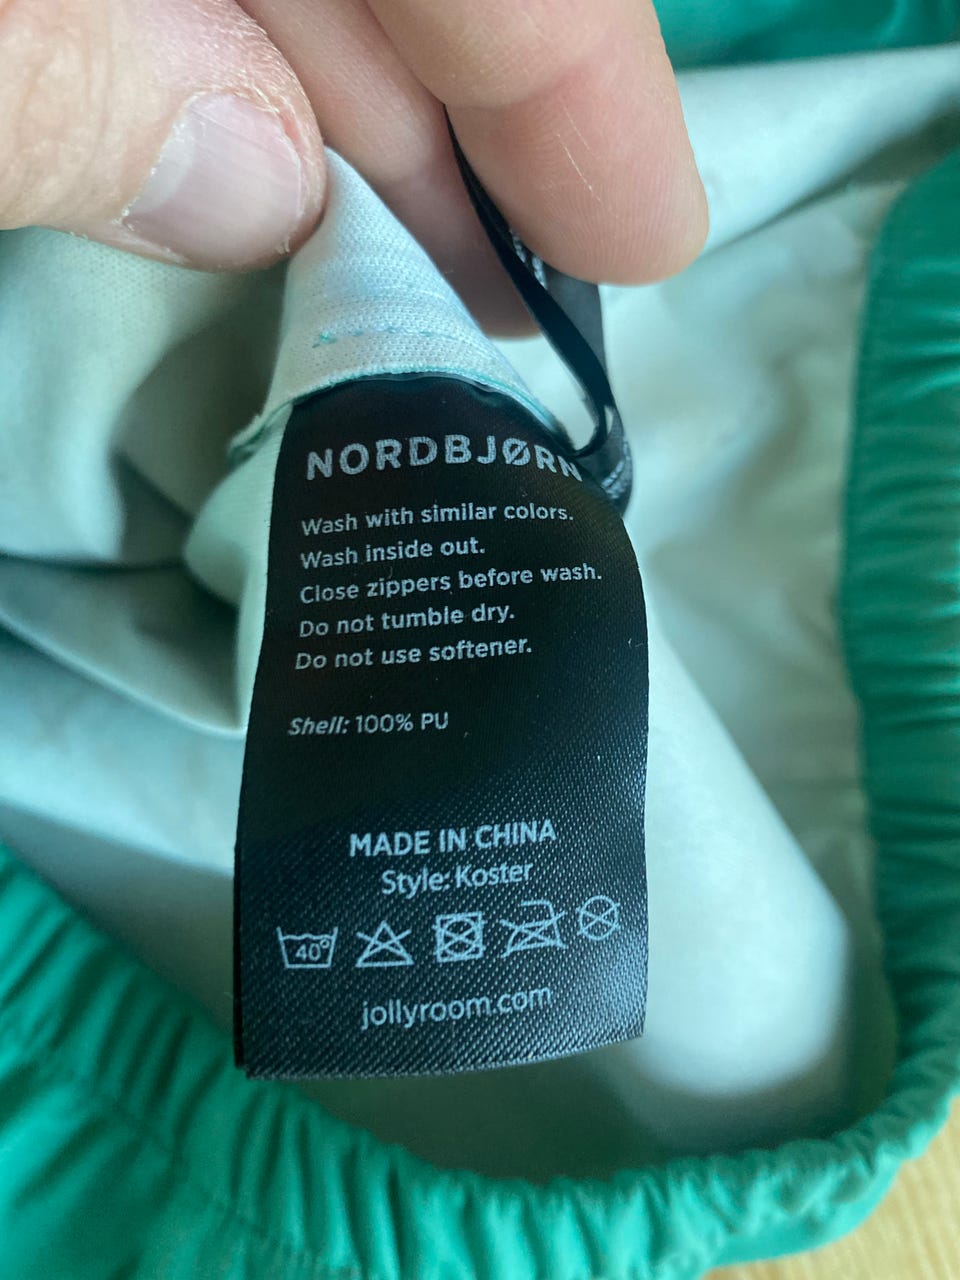 NORDBJØRN
Wash with similar colors.
Wash inside out.
Close zippers before wash.
Do not tumble dry.
Do not use softener.
Shell: 100% PU
MADE IN CHINA
Style: Koster
40°
jollyroom.com